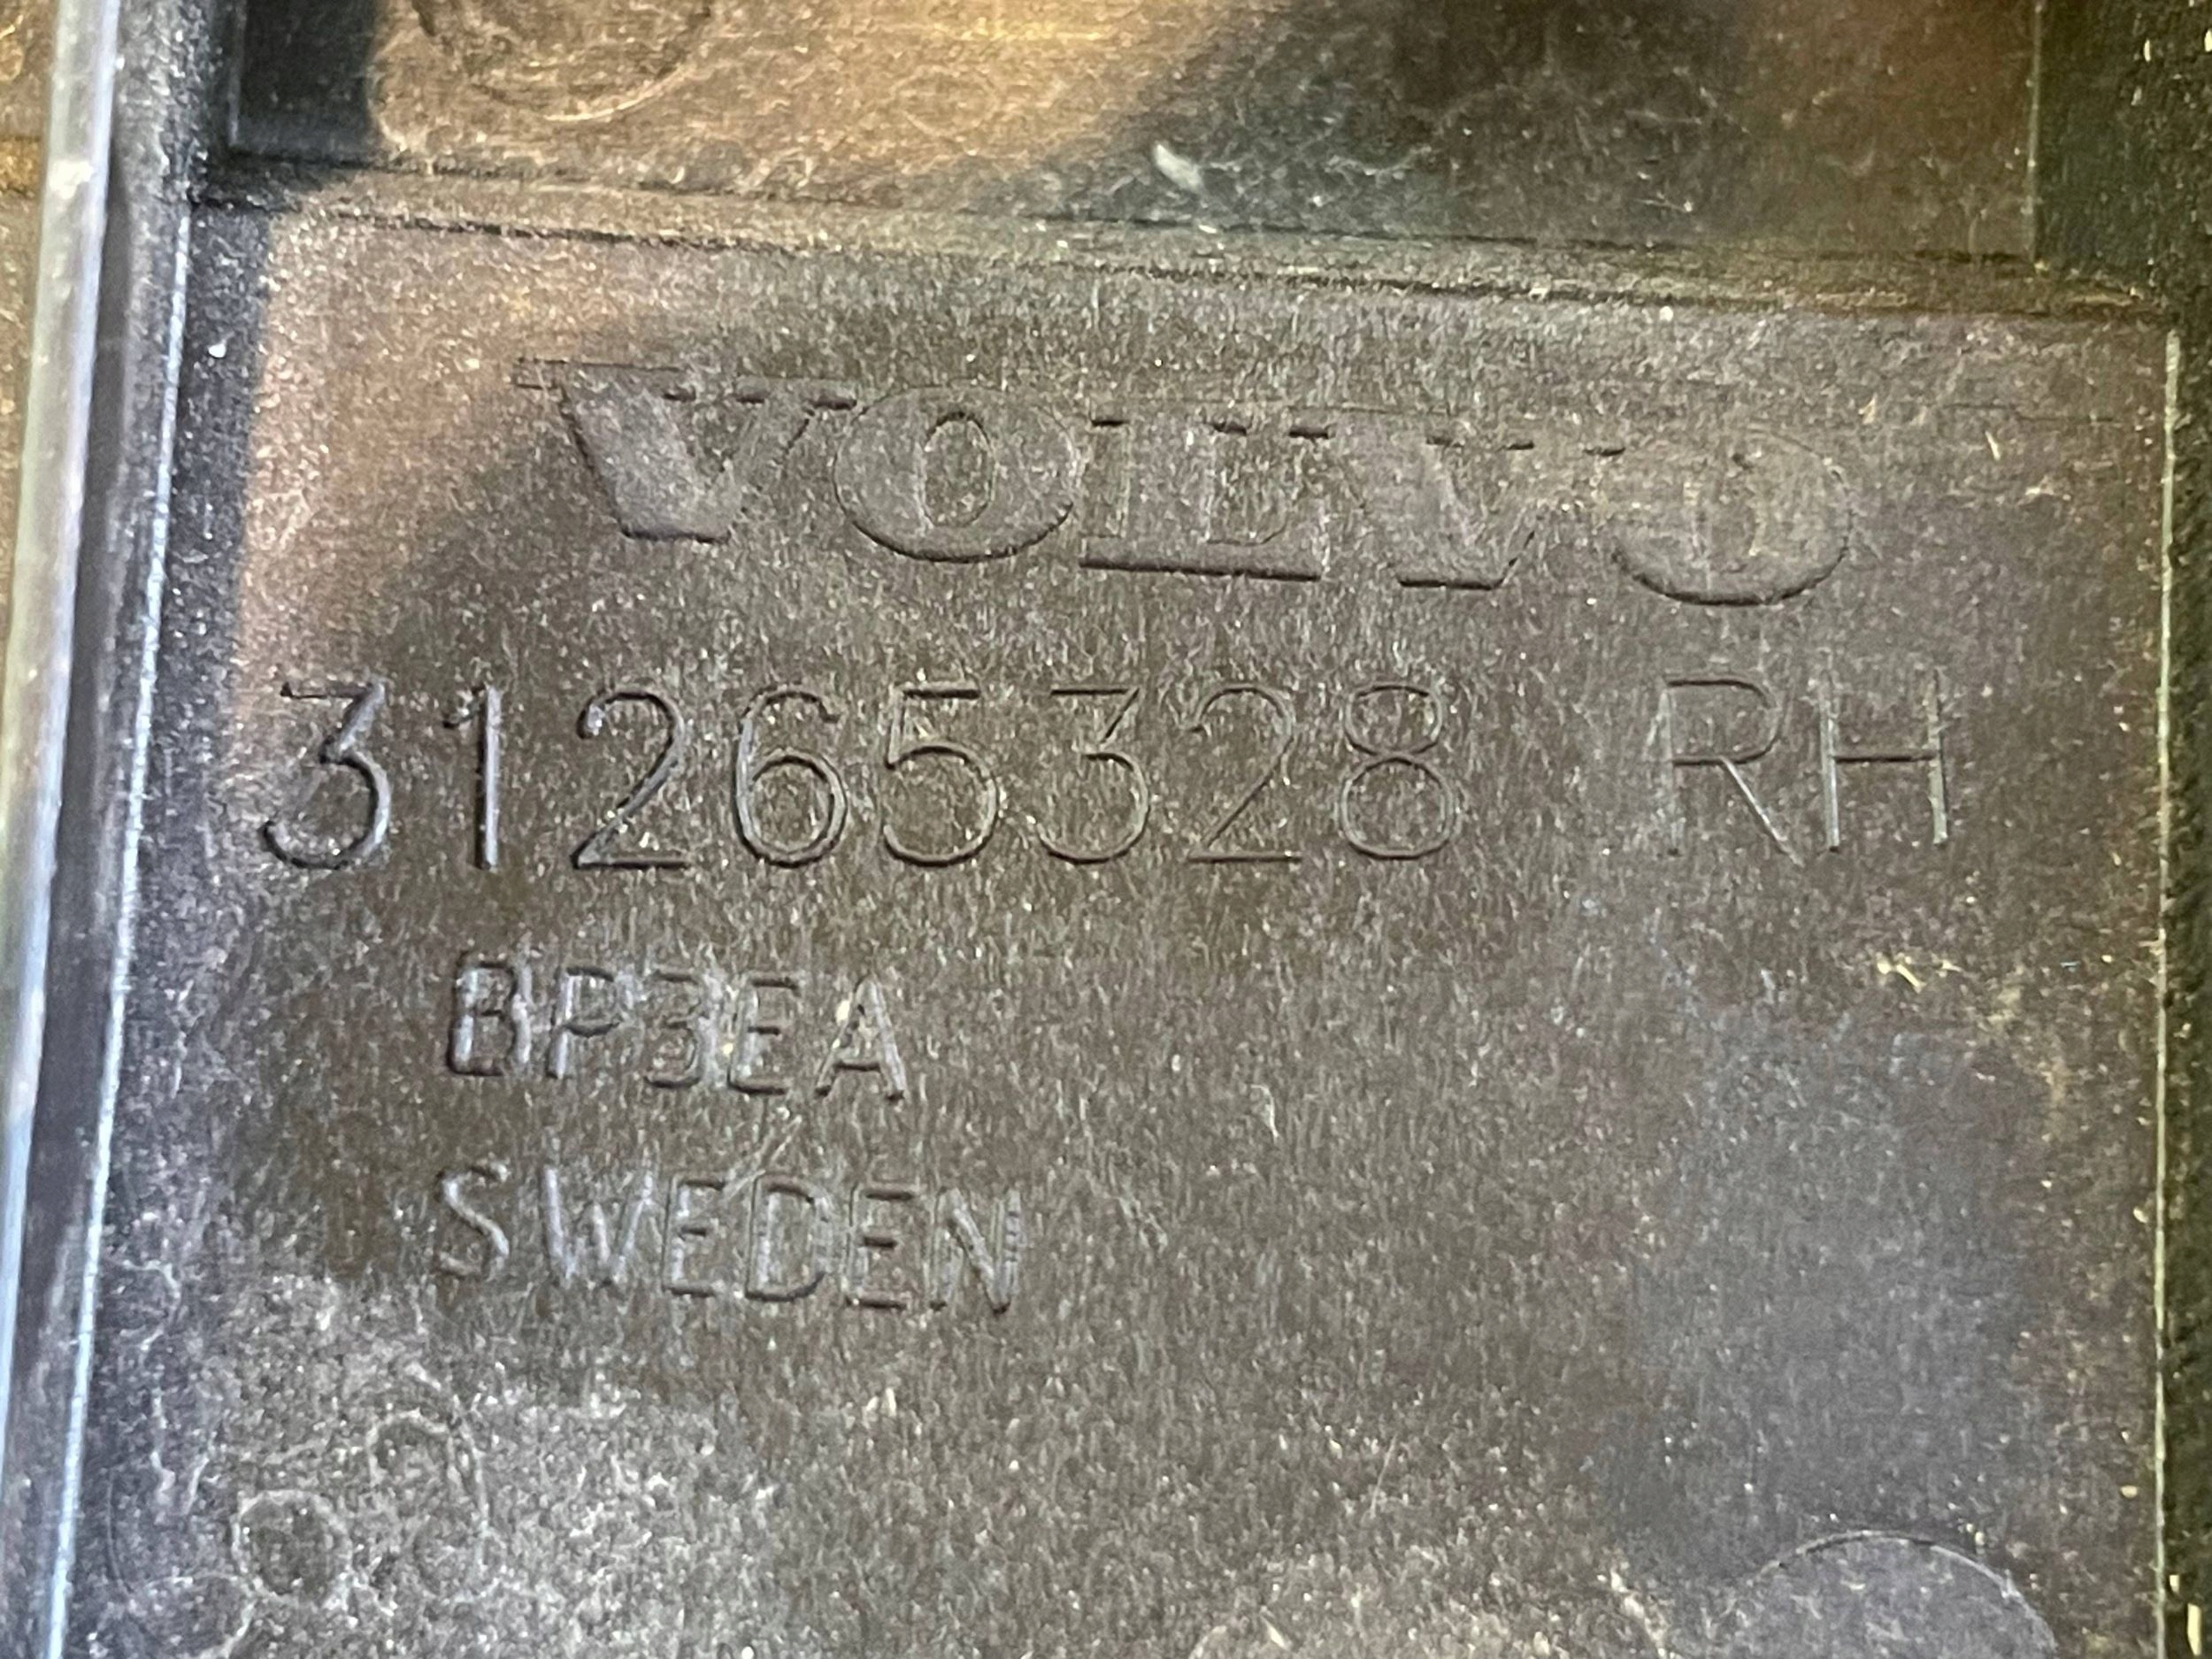 VOLVO
31265328 RH
BP3EA
SWEDEN